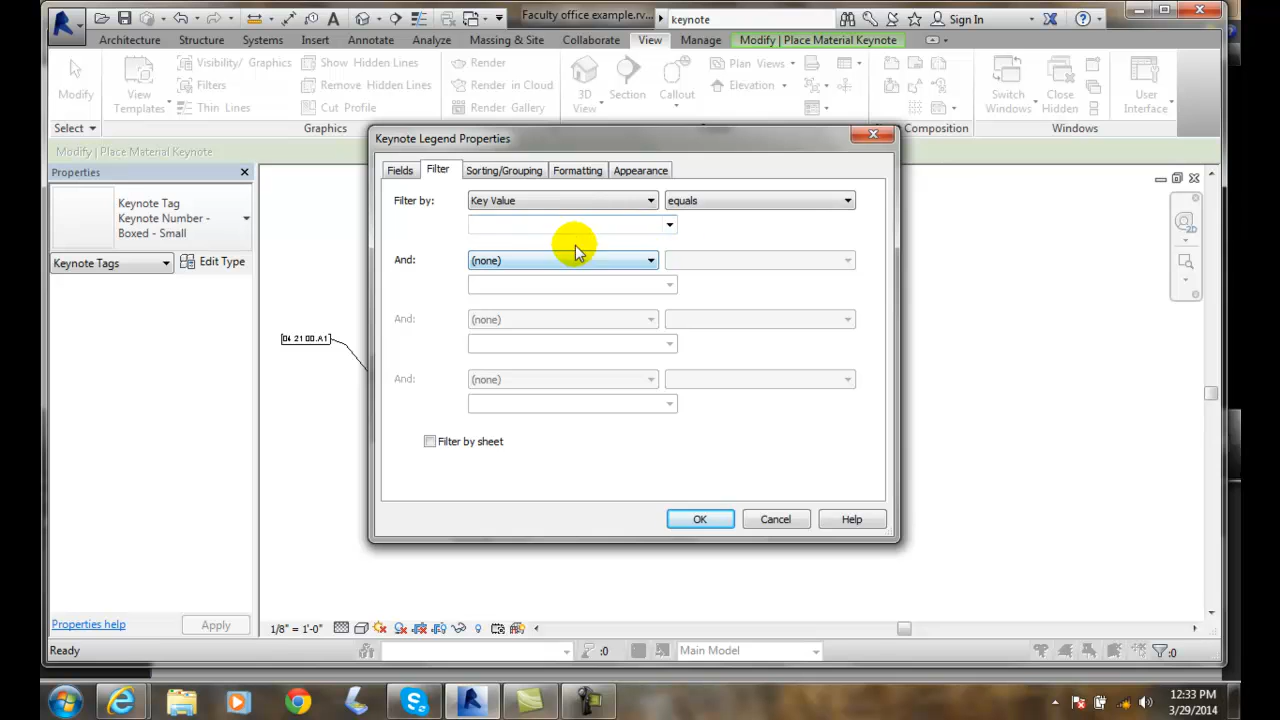 Faculty office example.rv...
keynote
Sign In
Architecture
Structure
Systems
Insert
Annotate
Analyze
Massing & Site
Collaborate
View
Manage
Modify | Place Material Keynote
Modify
View
Templates
Visibility/ Graphics
Filters
Thin Lines
Show Hidden Lines
Remove Hidden Lines
Cut Profile
Render
Render in Cloud
Render Gallery
3D
View
Section
Callout
Plan Views
Elevation
Switch
Windows
Close
Hidden
User
Interface
Select
Graphics
Composition
Windows
Modify | Place Material Keynote
Properties
Keynote Tag
Keynote Number -
Boxed - Small
Keynote Tags
Edit Type
Properties help
Apply
04 21 00.A1
Keynote Legend Properties
Fields
Filter
Sorting/Grouping
Formatting
Appearance
Filter by:
Key Value
equals
And:
(none)
And:
(none)
And:
(none)
Filter by sheet
OK
Cancel
Help
2D
1/8" = 1'-0"
Ready
:0
Main Model
:0
12:33 PM
3/29/2014